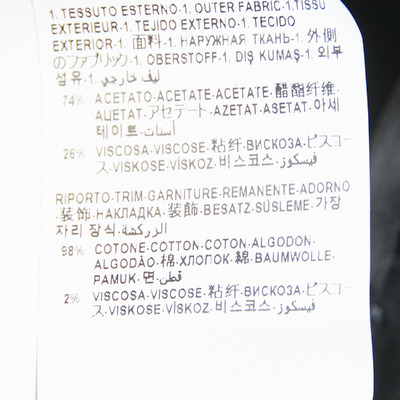 1. TESSUTO ESTERNO-1. OUTER FABRIC-1.TISSU
EXTERIEUR-1.TEJIDO EXTERNO-1.TECIDO
EXTERIOR-1. 面料-1. НАРУЖНАЯ ТКАНЬ-1. 外側
のファブリック-1. OBERSTOFF-1. DIŞ KUMAŞ-1. 외부
섬유-1. ليف خارجي
74% ACETATO-ACETATE-ACÉTATE-醋酯纤维-
АЦЕТАТ-アセテート-AZETAT-ASETAT-아세
테이트-أستات
26% VISCOSA-VISCOSE-粘纤-ВИСКОЗА-ビスコー
ス-VISKOSE-VİSKOZ-비스코스-فيسكوز
RIPORTO-TRIM-GARNITURE-REMANENTE-ADORNO
-装饰-НАКЛАДКА-装飾-BESATZ-SÜSLEME-가장
자리 장식-الزركشة
98% COTONE-COTTON-COTON-ALGODÓN-
ALGODÃO-棉-ХЛОПОК-綿-BAUMWOLLE-
PAMUK-면-قطن
2% VISCOSA-VISCOSE-粘纤-ВИСКОЗА-ビスコー
ス-VISKOSE-VİSKOZ-비스코스-فيسكوز